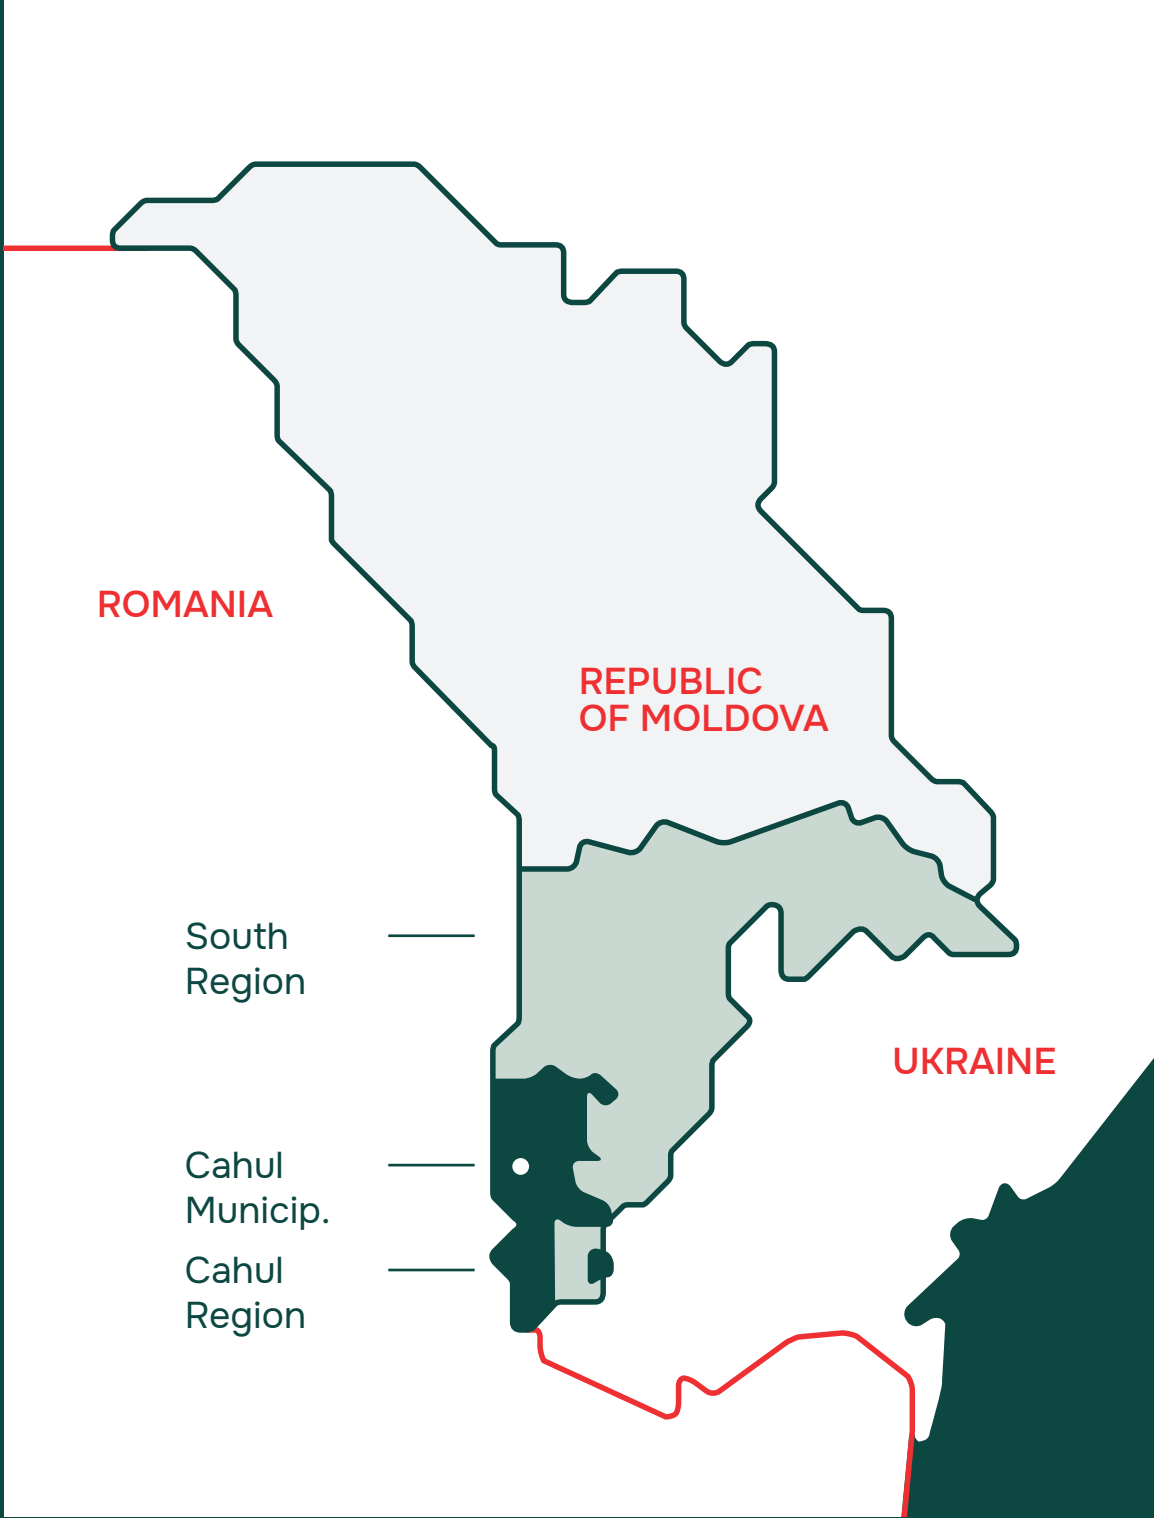 ROMANIA
REPUBLIC
OF MOLDOVA
South
Region
UKRAINE
Cahul
Municip.
Cahul
Region